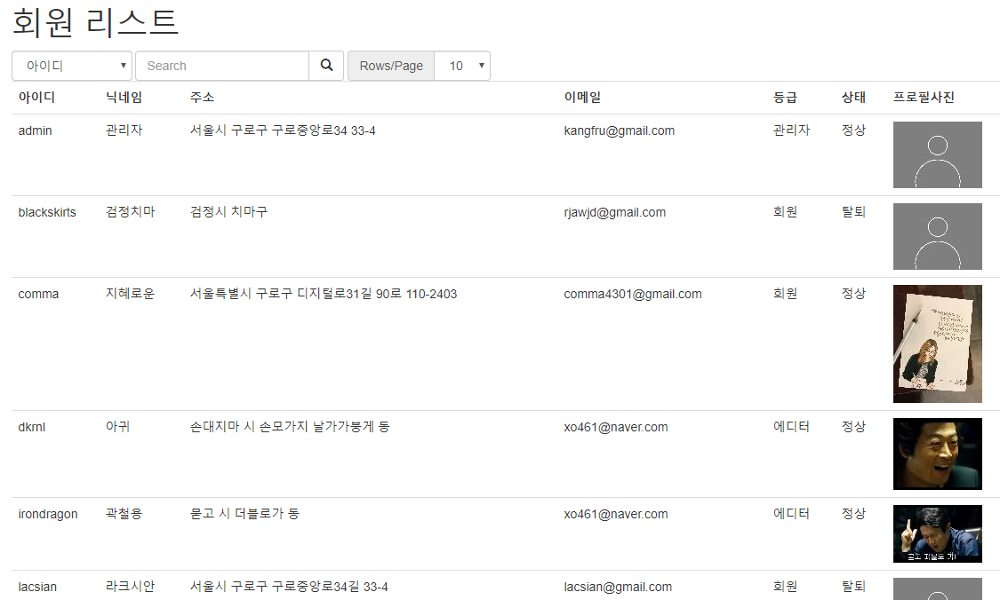 회원 리스트
아이디 Search Rows/Page 10
아이디 닉네임 주소 이메일 등급 상태 프로필사진
admin 관리자 서울시 구로구 구로중앙로34 33-4 kangfru@gmail.com 관리자 정상
blackskirts 검정치마 검정시 치마구 rjawjd@gmail.com 회원 탈퇴
comma 지혜로운 서울특별시 구로구 디지털로31길 90로 110-2403 comma4301@gmail.com 회원 정상
dkrnl 아귀 손대지마 시 손모가지 날가가붕게 동 xo461@naver.com 에디터 정상
irondragon 곽철용 묻고 시 더블로가 동 xo461@naver.com 에디터 정상
묻고 더블로 가!
lacsian 라크시안 서울시 구로구 구로중앙로34길 33-4 lacsian@gmail.com 회원 탈퇴